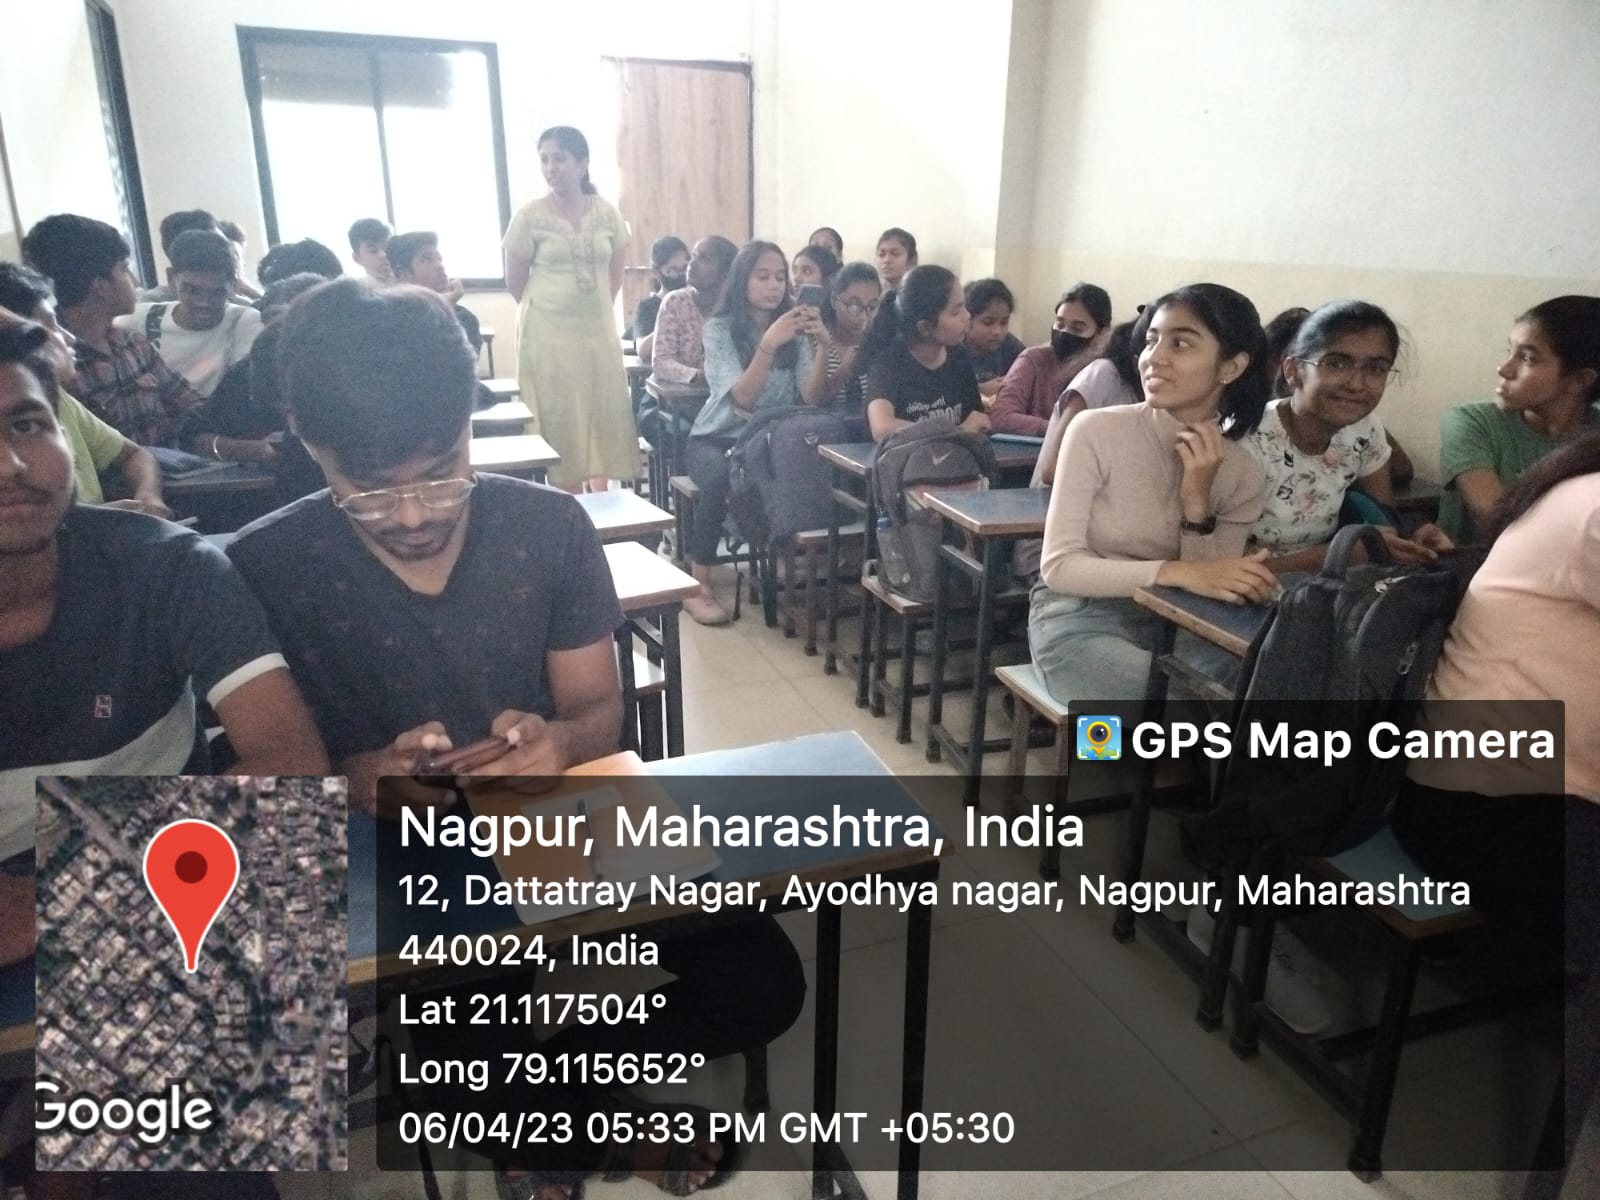 GPS Map Camera
Nagpur, Maharashtra, India
12, Dattatray Nagar, Ayodhya nagar, Nagpur, Maharashtra
440024, India
Lat 21.117504°
Long 79.115652°
06/04/23 05:33 PM GMT +05:30
Google